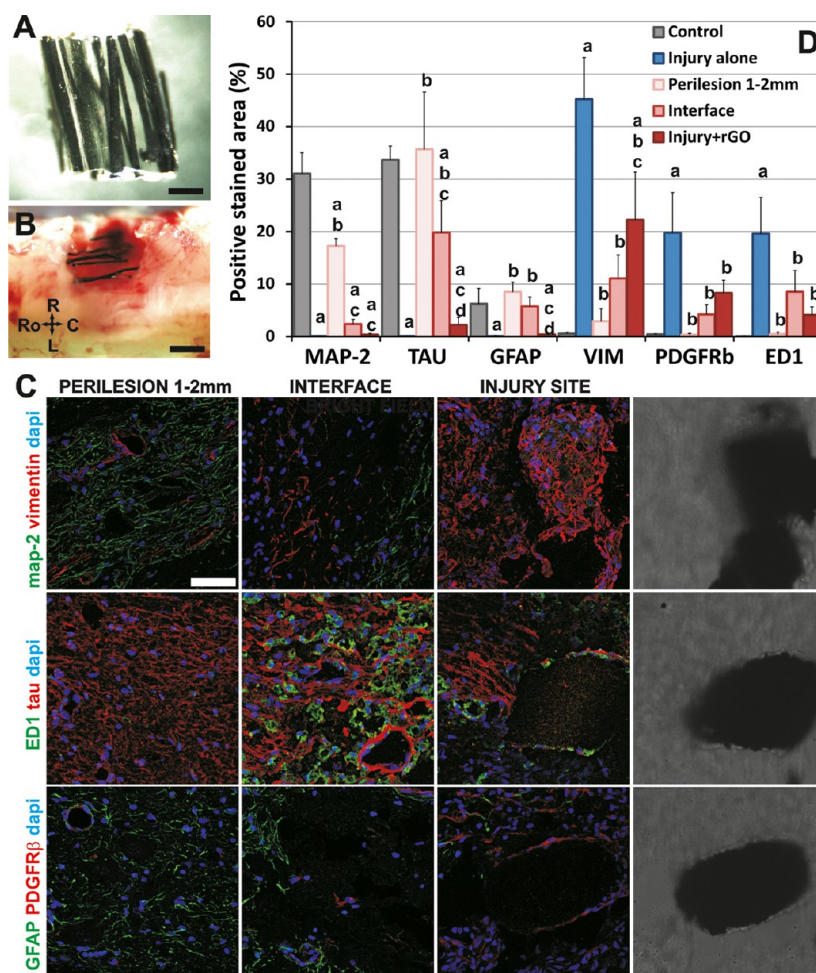 A
B
R
Ro C
L
D
Positive stained area (%)
60
50
40
30
20
10
0
Control
Injury alone
Perilesion 1-2mm
Interface
Injury+rGO
a
a b
a c
a c
a
b
a b c
a c d
a
b
b
a c d
a
b
b
a b c
a
b
b
b
a
b
b
b
MAP-2 TAU GFAP VIM PDGFRb ED1
C PERILESION 1-2mm INTERFACE INJURY SITE
map-2 vimentin dapi
ED1 tau dapi
GFAP PDGFRβ dapi